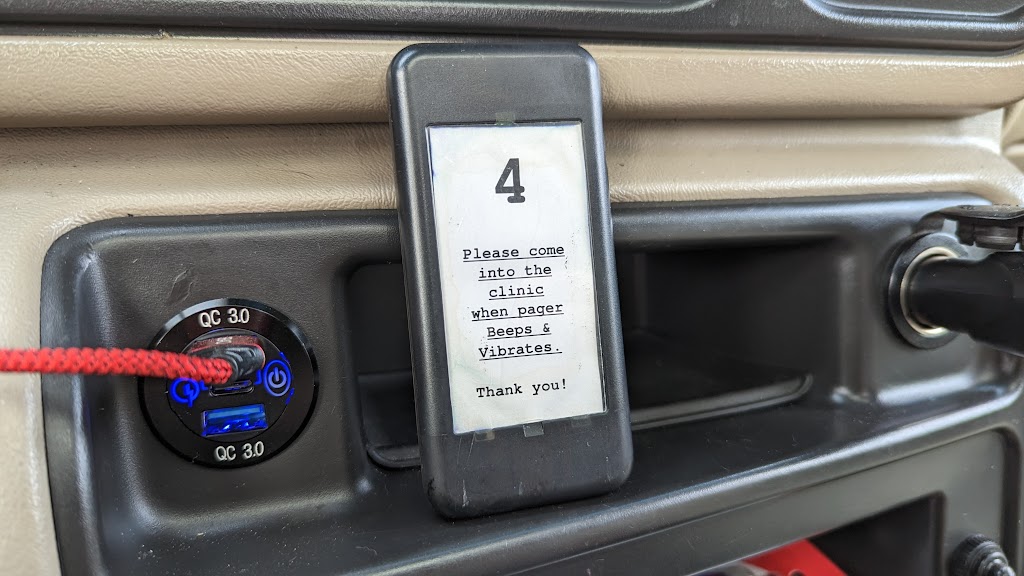 4
Please come
into the
clinic
when pager
Beeps &
Vibrates.
Thank you!
QC 3.0
QC 3.0